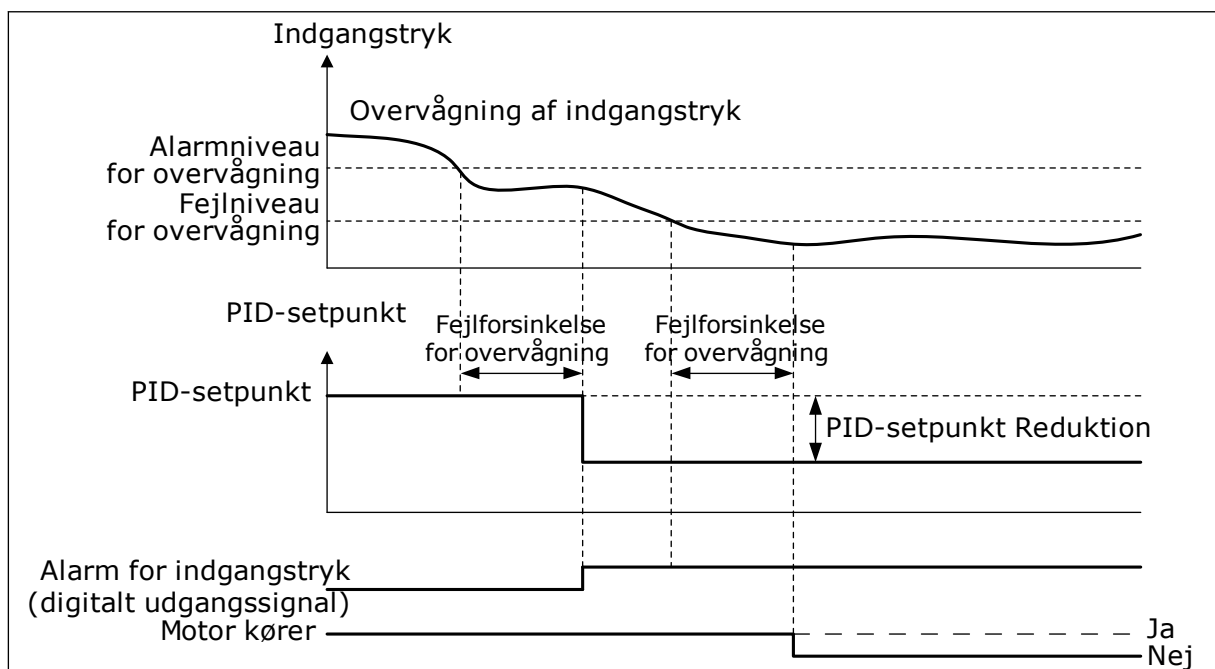 Indgangstryk
Overvågning af indgangstryk
Alarmniveau
for overvågning
Fejlniveau
for overvågning
PID-setpunkt
Fejlforsinkelse
for overvågning
Fejlforsinkelse
for overvågning
PID-setpunkt
PID-setpunkt Reduktion
Alarm for indgangstryk
(digitalt udgangssignal)
Motor kører
Ja
Nej